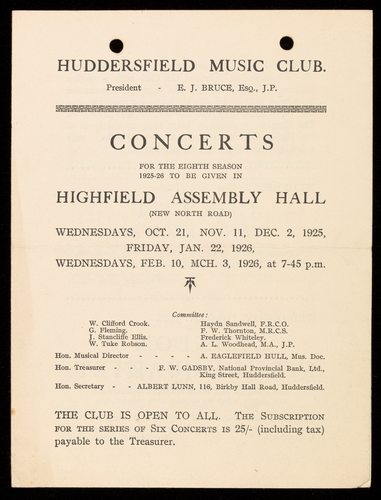 HUDDERSFIELD MUSIC CLUB.
President - E. J. BRUCE, Esq., J.P.
CONCERTS
FOR THE EIGHTH SEASON
1925-26 TO BE GIVEN IN
HIGHFIELD ASSEMBLY HALL
(NEW NORTH ROAD)
WEDNESDAYS, OCT. 21, NOV. 11, DEC. 2, 1925,
FRIDAY, JAN. 22, 1926,
WEDNESDAYS, FEB. 10, MCH. 3, 1926, at 7-45 p.m.
Committee:
W. Clifford Crook. Haydn Sandwell, F.R.C.O.
G. Fleming. F. W. Thornton, M.R.C.S.
J. Stancliffe Ellis. Frederick Whiteley.
W. Tuke Robson. A. L. Woodhead, M.A., J.P.
Hon. Musical Director - - A. EAGLEFIELD HULL, Mus. Doc.
Hon. Treasurer - - - F. W. GADSBY, National Provincial Bank, Ltd.,
King Street, Huddersfield.
Hon. Secretary - - ALBERT LUNN, 116, Birkby Hall Road, Huddersfield.
THE CLUB IS OPEN TO ALL. THE SUBSCRIPTION
FOR THE SERIES OF SIX CONCERTS IS 25/- (including tax)
payable to the Treasurer.